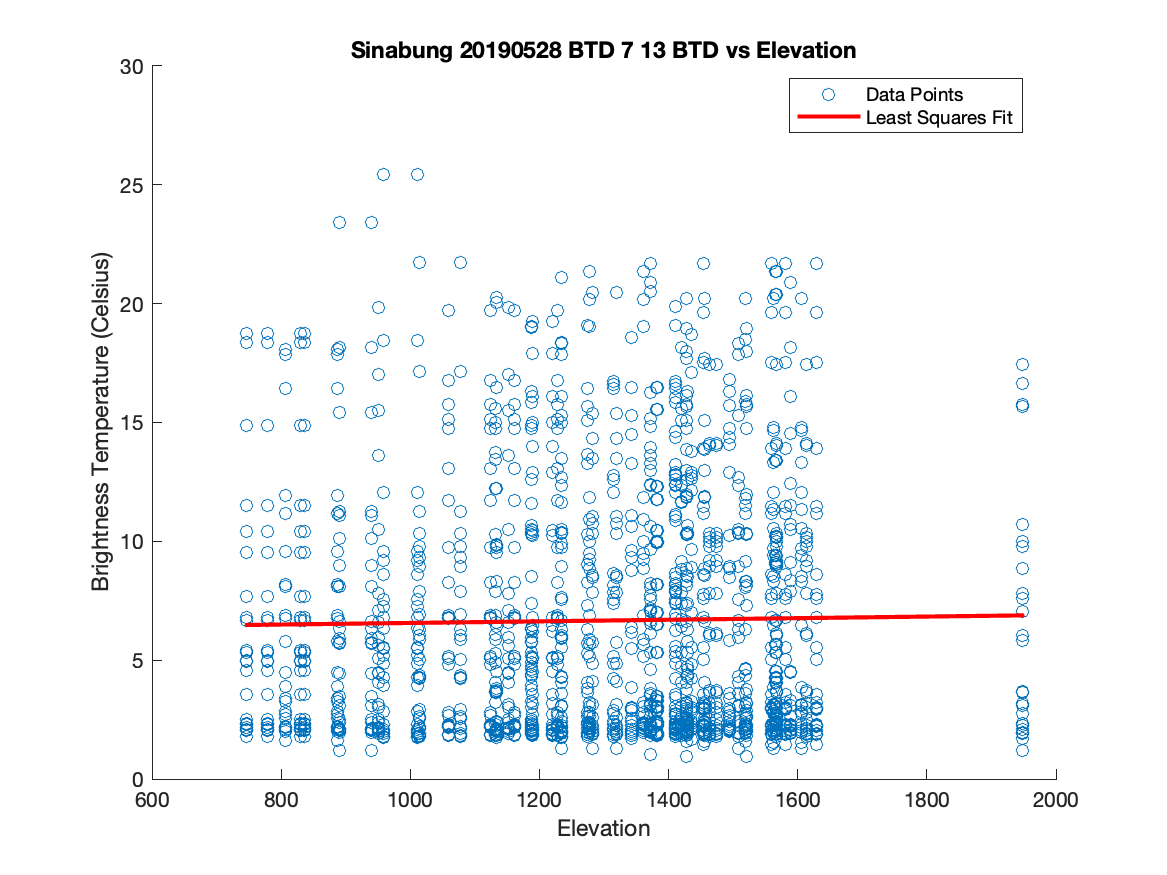 Sinabung 20190528 BTD 7 13 BTD vs Elevation
Data Points
Least Squares Fit
Brightness Temperature (Celsius)
30
25
20
15
10
5
0
600 800 1000 1200 1400 1600 1800 2000
Elevation